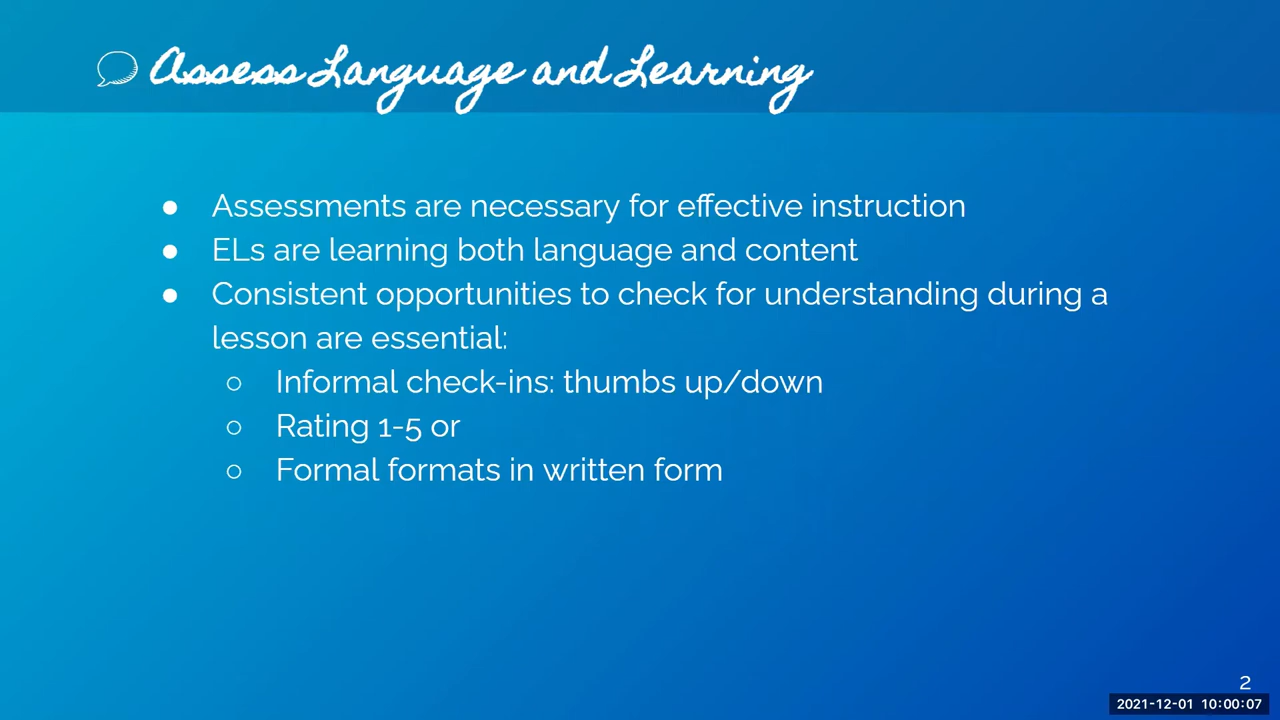 Assess Language and Learning
● Assessments are necessary for effective instruction
● ELs are learning both language and content
● Consistent opportunities to check for understanding during a
lesson are essential:
○ Informal check-ins: thumbs up/down
○ Rating 1-5 or
○ Formal formats in written form
2
2021-12-01 10:00:07